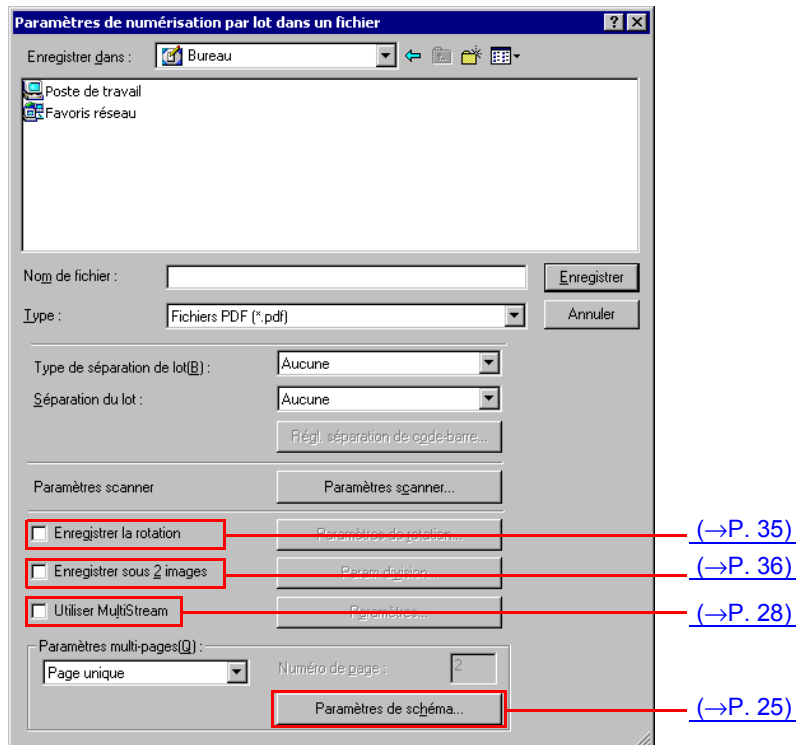 Paramètres de numérisation par lot dans un fichier
Enregistrer dans : Bureau
Poste de travail
Favoris réseau
Nom de fichier : Enregistrer
Type : Fichiers PDF (*.pdf) Annuler
Type de séparation de lot(B) : Aucune
Séparation du lot : Aucune
Régl. séparation de code-barre...
Paramètres scanner Paramètres scanner...
Enregistrer la rotation Paramètres de rotation... (→P. 35)
Enregistrer sous 2 images Param division... (→P. 36)
Utiliser MultiStream Paramètres... (→P. 28)
Paramètres multi-pages(Q) :
Page unique Numéro de page : 2
Paramètres de schéma... (→P. 25)